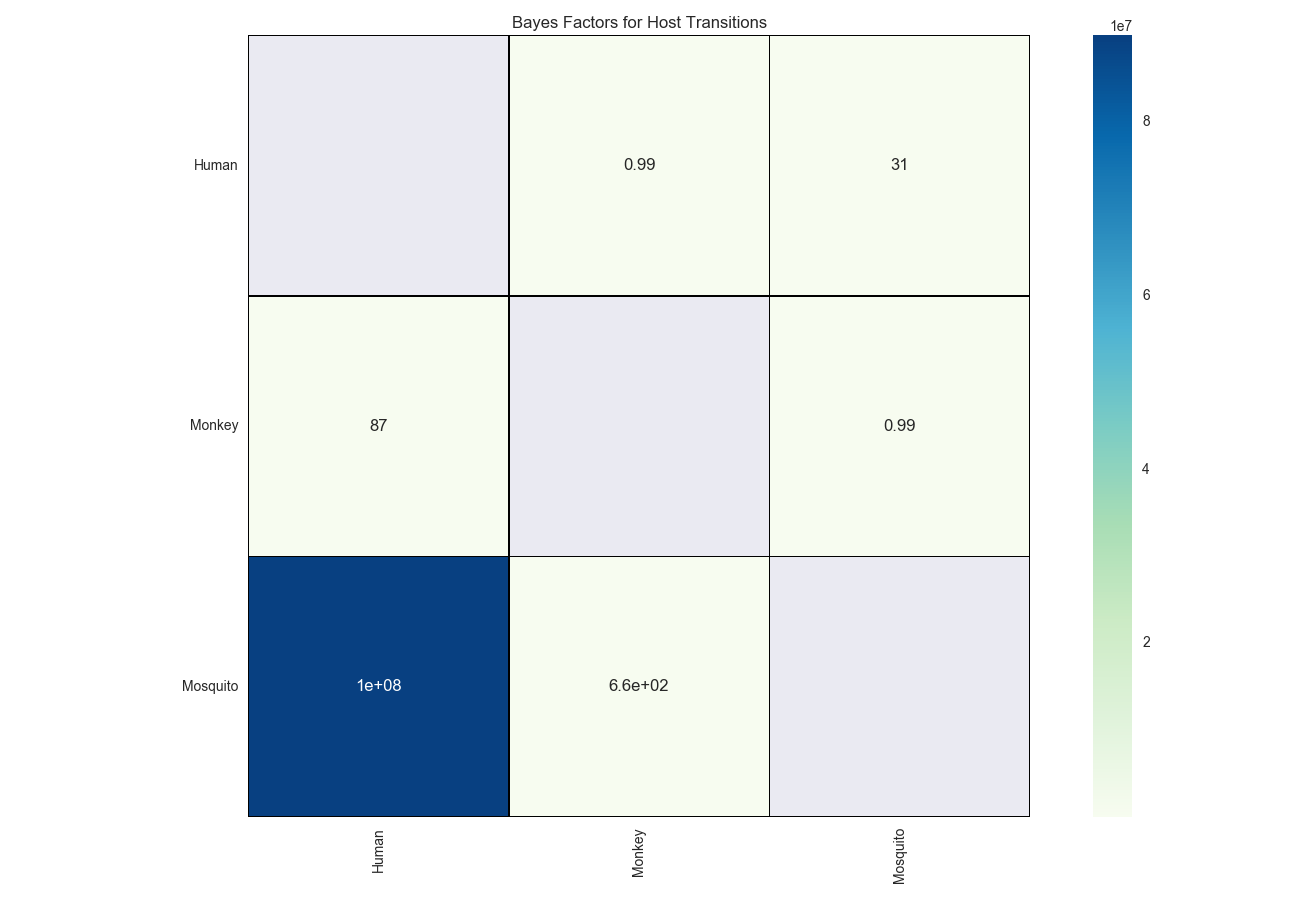 Bayes Factors for Host Transitions
1e7
8
Human
0.99
31
6
Monkey
87
0.99
4
2
Mosquito
1e+08
6.6e+02
Human
Monkey
Mosquito